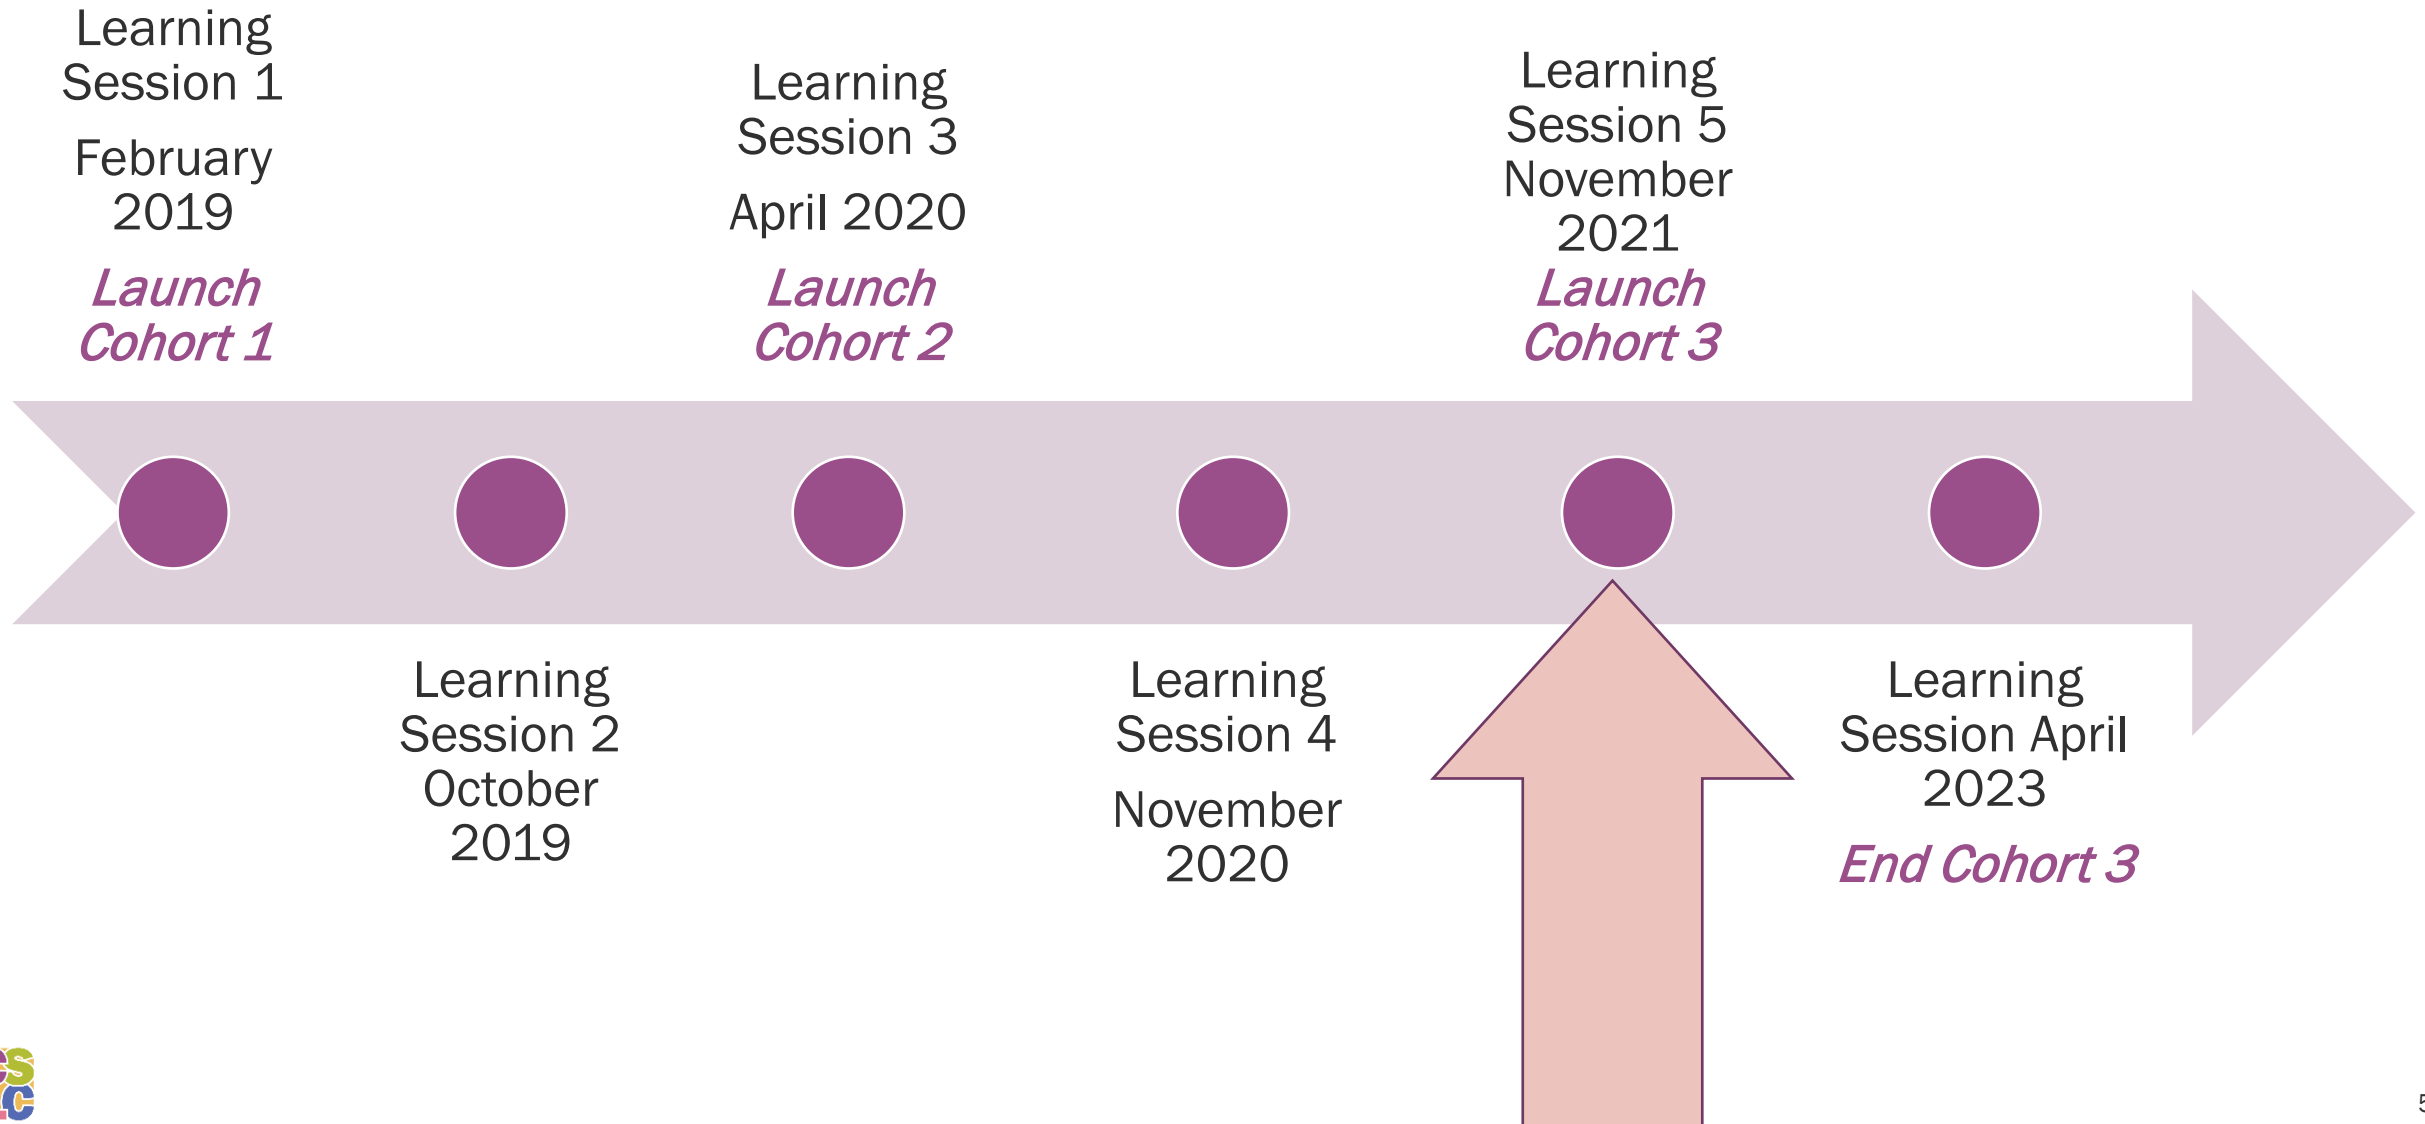 Learning
Session 1
February
2019
Launch
Cohort 1
Learning
Session 2
October
2019
Learning
Session 3
April 2020
Launch
Cohort 2
Learning
Session 4
November
2020
Learning
Session 5
November
2021
Launch
Cohort 3
Learning
Session April
2023
End Cohort 3
5